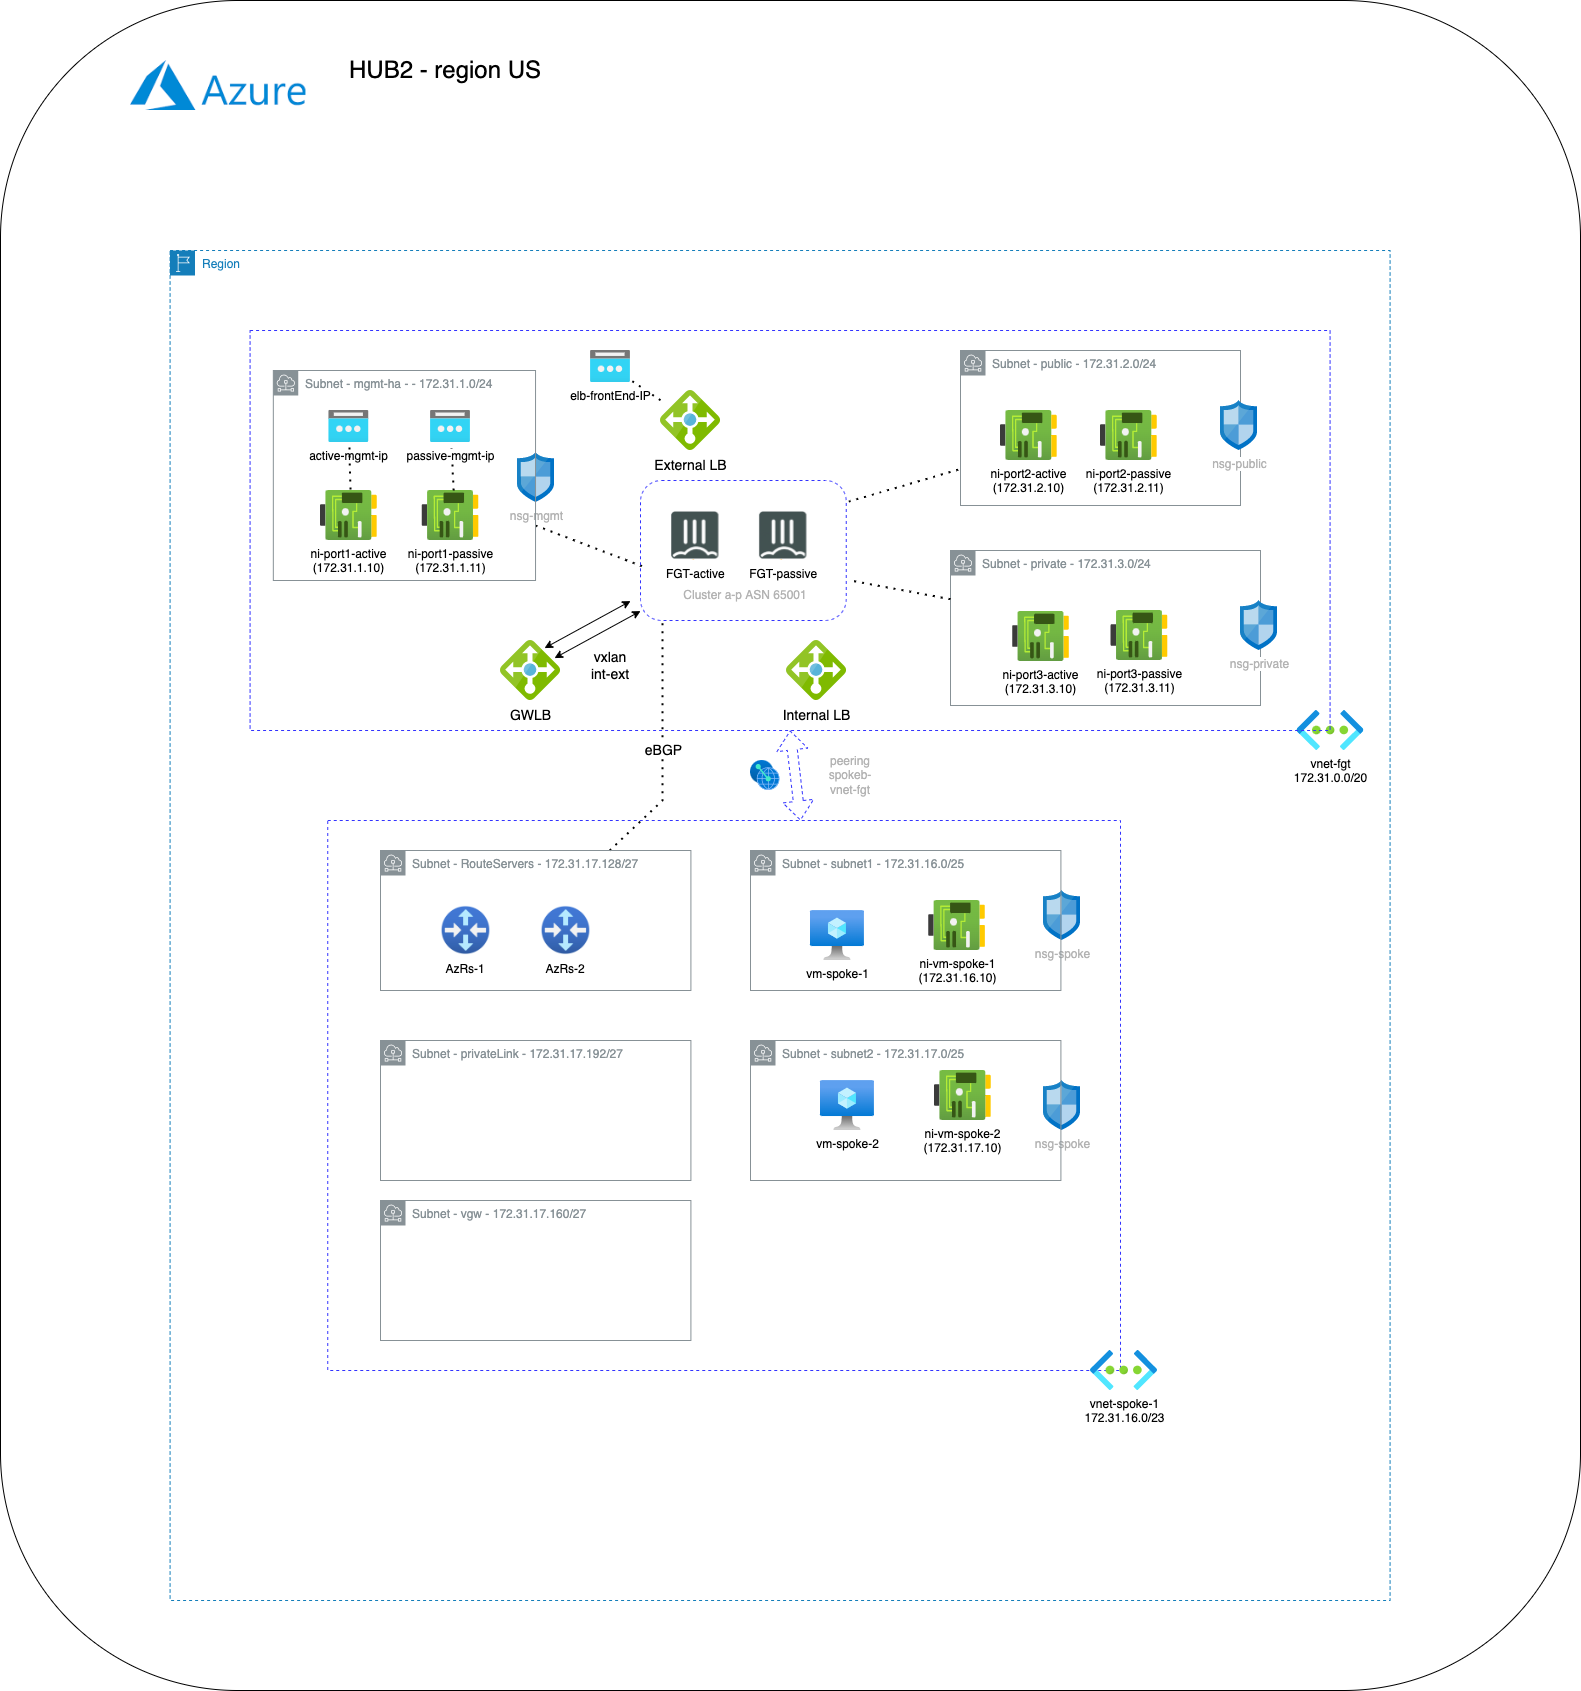 Azure
HUB2 - region US
Region
Subnet - mgmt-ha - - 172.31.1.0/24
active-mgmt-ip
passive-mgmt-ip
nsg-mgmt
ni-port1-active
(172.31.1.10)
ni-port1-passive
(172.31.1.11)
elb-frontEnd-IP
External LB
FGT-active
FGT-passive
Cluster a-p ASN 65001
Subnet - public - 172.31.2.0/24
ni-port2-active
(172.31.2.10)
ni-port2-passive
(172.31.2.11)
nsg-public
Subnet - private - 172.31.3.0/24
ni-port3-active
(172.31.3.10)
ni-port3-passive
(172.31.3.11)
nsg-private
vxlan
int-ext
GWLB
Internal LB
eBGP
peering
spokeb-
vnet-fgt
vnet-fgt
172.31.0.0/20
Subnet - RouteServers - 172.31.17.128/27
AzRs-1
AzRs-2
Subnet - subnet1 - 172.31.16.0/25
vm-spoke-1
ni-vm-spoke-1
(172.31.16.10)
nsg-spoke
Subnet - privateLink - 172.31.17.192/27
Subnet - subnet2 - 172.31.17.0/25
vm-spoke-2
ni-vm-spoke-2
(172.31.17.10)
nsg-spoke
Subnet - vgw - 172.31.17.160/27
vnet-spoke-1
172.31.16.0/23